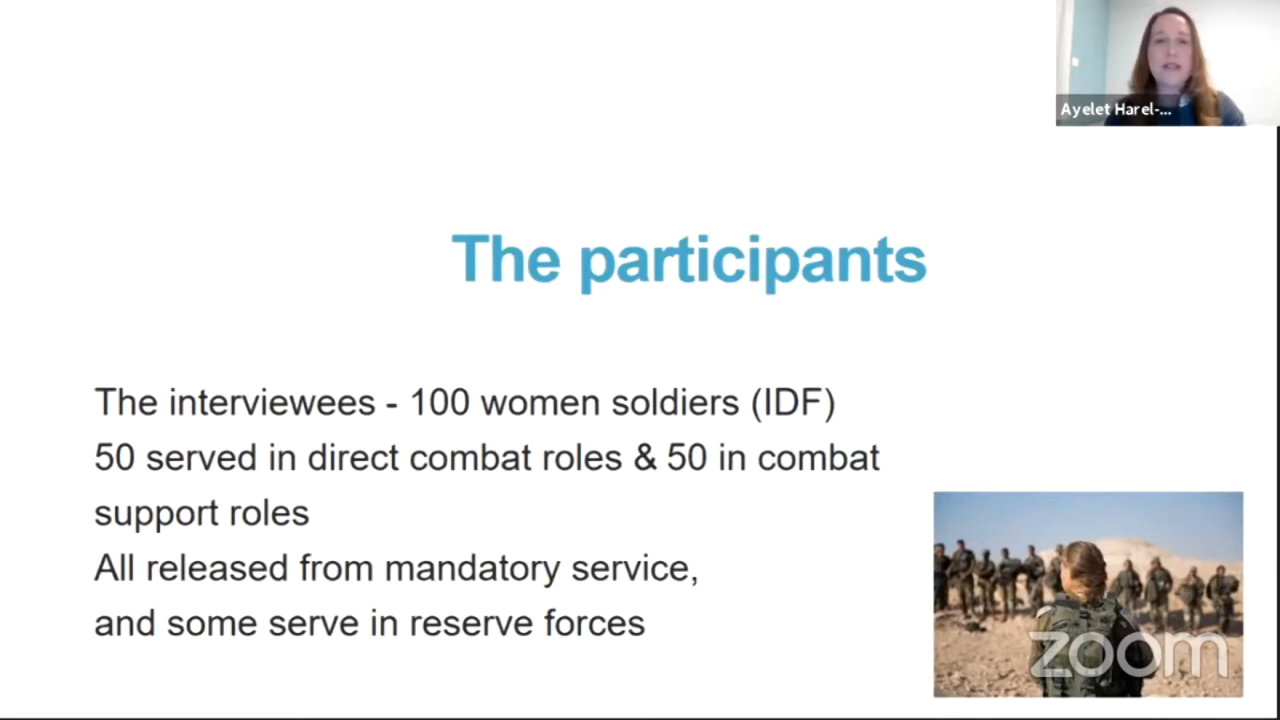 Ayelet Harel-...
The participants
The interviewees - 100 women soldiers (IDF)
50 served in direct combat roles & 50 in combat
support roles
All released from mandatory service,
and some serve in reserve forces
zoom